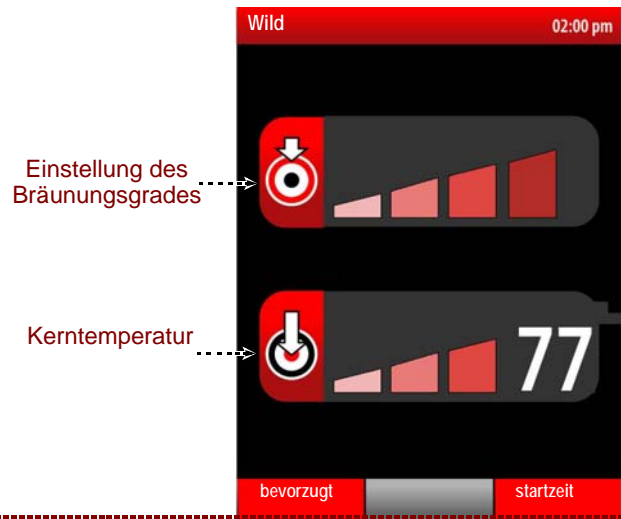 Wild
02:00 pm
Einstellung des
Bräunungsgrades
Kerntemperatur
77
bevorzugt
startzeit